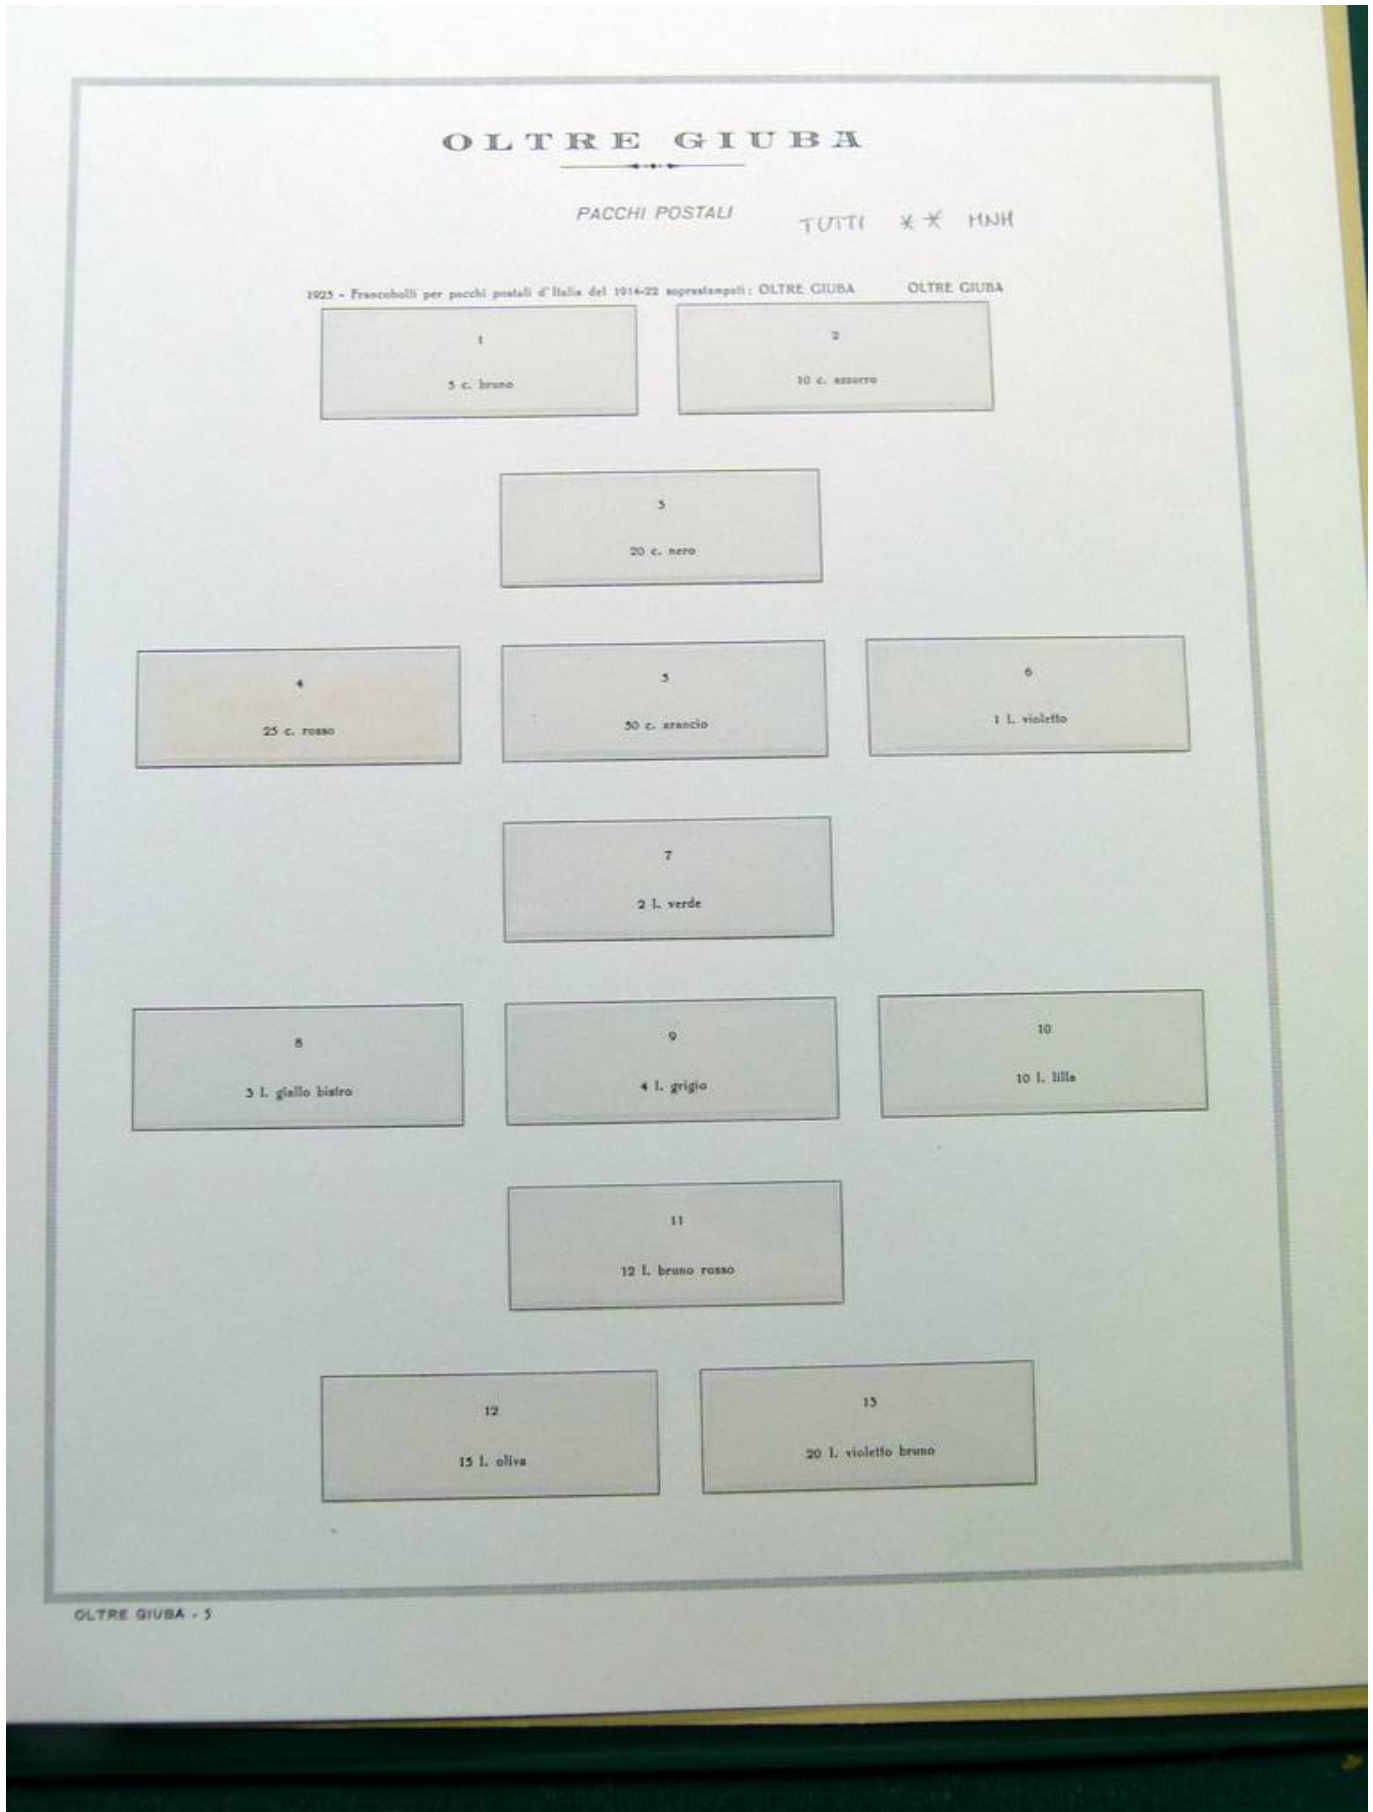 OLTRE GIUBA
PACCHI POSTALI
TUTTI ** MNH
1925 - Francobolli per pacchi postali d'Italia del 1914-22 soprastampati: OLTRE GIUBA OLTRE GIUBA
1
5 c. bruno
2
10 c. azzurro
3
20 c. nero
4
25 c. rosso
5
50 c. arancio
6
1 l. violetto
7
2 l. verde
8
3 l. giallo bistro
9
4 l. grigio
10
10 l. lilla
11
12 l. bruno rosso
12
15 l. oliva
13
20 l. violetto bruno
OLTRE GIUBA - 5